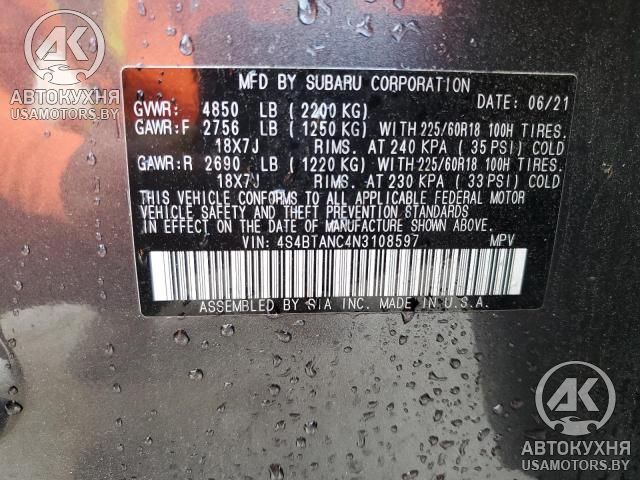 АК
АВТОКУХНЯ
USAMOTORS.BY
MFD BY SUBARU CORPORATION
GVWR: 4850 LB ( 2200 KG) DATE: 06/21
GAWR:F 2756 LB ( 1250 KG) WITH 225/60R18 100H TIRES.
18X7J RIMS. AT 240 KPA ( 35 PSI) COLD
GAWR:R 2690 LB ( 1220 KG) WITH 225/60R18 100H TIRES.
18X7J RIMS. AT 230 KPA ( 33 PSI) COLD
THIS VEHICLE CONFORMS TO ALL APPLICABLE FEDERAL MOTOR
VEHICLE SAFETY AND THEFT PREVENTION STANDARDS
IN EFFECT ON THE DATE OF MANUFACTURE SHOWN ABOVE.
VIN: 4S4BTANC4N3108597 MPV
ASSEMBLED BY SIA INC. MADE IN U.S.A.
АК
АВТОКУХНЯ
USAMOTORS.BY